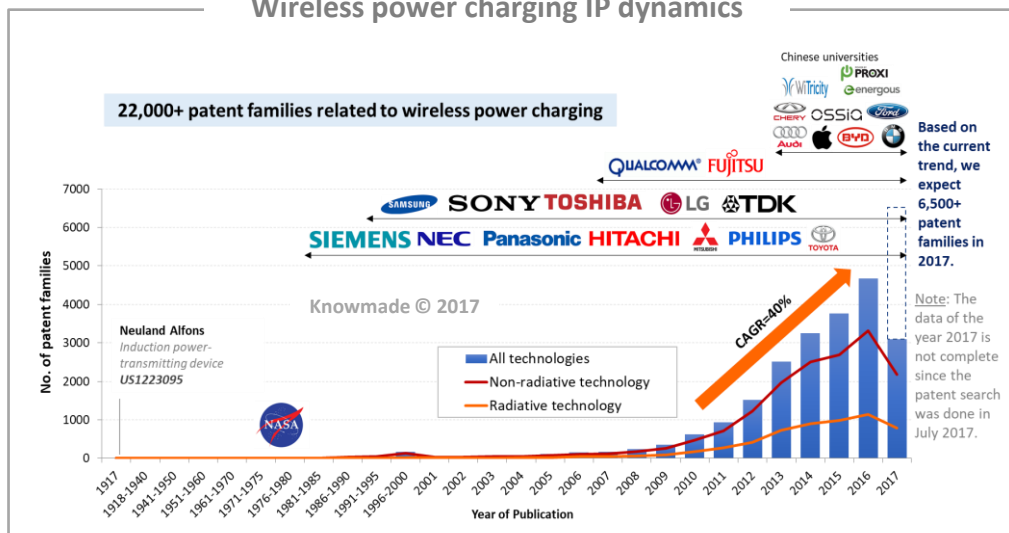 Wireless power charging IP dynamics
Chinese universities
PROXI
WiTricity
energous
CHERY
OSSIA
Ford
Audi
BYD
BMW
22,000+ patent families related to wireless power charging
QUALCOMM®
FUJITSU
SAMSUNG
SONY
TOSHIBA
LG
TDK
SIEMENS
NEC
Panasonic
HITACHI
MITSUBISHI
PHILIPS
TOYOTA
Based on
the current
trend, we
expect
6,500+
patent
families in
2017.
Note: The
data of the
year 2017 is
not complete
since the
patent search
was done in
July 2017.
Knowmade © 2017
CAGR=40%
Neuland Alfons
Induction power-
transmitting device
US1223095
NASA
All technologies
Non-radiative technology
Radiative technology
No. of patent families
7000
6000
5000
4000
3000
2000
1000
0
1917
1918-1940
1941-1950
1951-1960
1961-1970
1971-1975
1976-1980
1981-1985
1986-1990
1991-1995
1996-2000
2001
2002
2003
2004
2005
2006
2007
2008
2009
2010
2011
2012
2013
2014
2015
2016
2017
Year of Publication